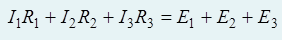 I₁R₁ + I₂R₂ + I₃R₃ = E₁ + E₂ + E₃